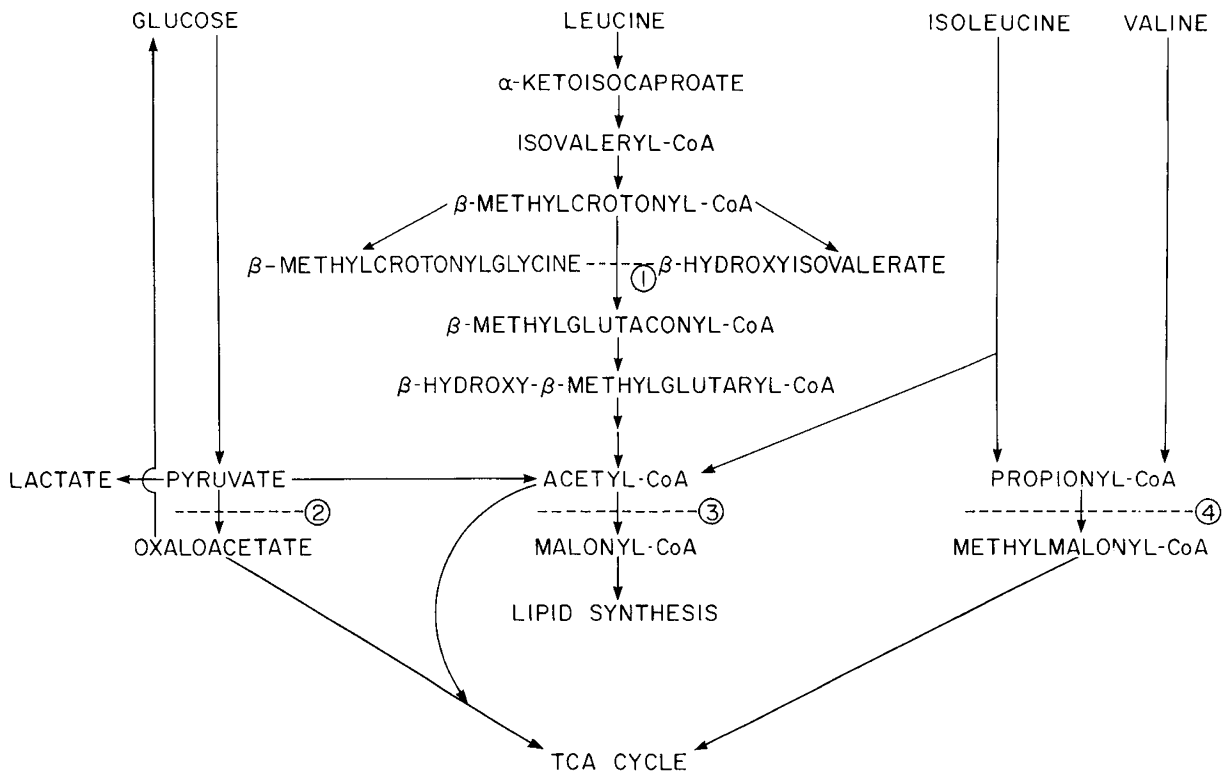 GLUCOSE LEUCINE ISOLEUCINE VALINE
α-KETOISOCAPROATE
ISOVALERYL-CoA
β-METHYLCROTONYL-CoA
β-METHYLCROTONYLGLYCINE β-HYDROXYISOVALERATE
1
β-METHYLGLUTACONYL-CoA
β-HYDROXY-β-METHYLGLUTARYL-CoA
LACTATE PYRUVATE ACETYL-CoA PROPIONYL-CoA
2 3 4
OXALOACETATE MALONYL-CoA METHYLMALONYL-CoA
LIPID SYNTHESIS
TCA CYCLE